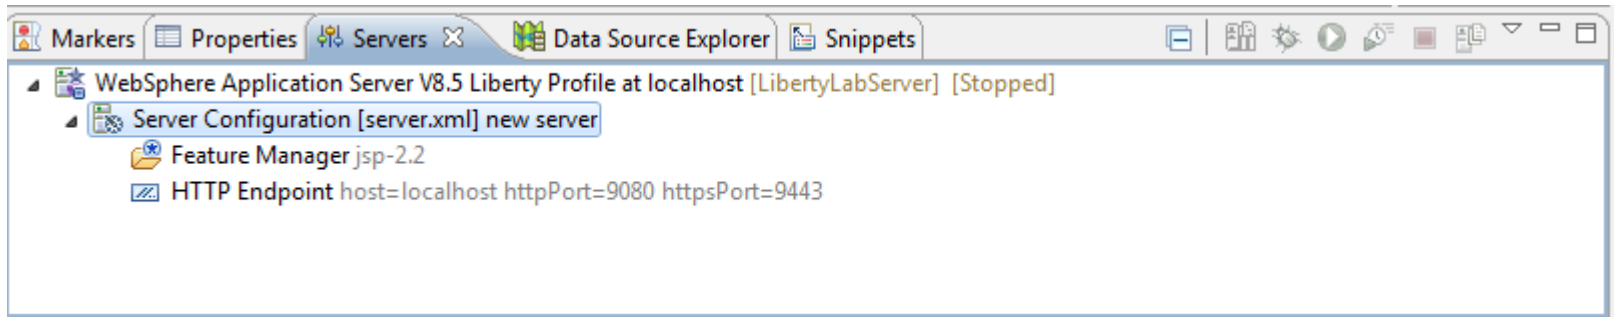 Markers Properties Servers Data Source Explorer Snippets
WebSphere Application Server V8.5 Liberty Profile at localhost [LibertyLabServer] [Stopped]
Server Configuration [server.xml] new server
Feature Manager jsp-2.2
HTTP Endpoint host=localhost httpPort=9080 httpsPort=9443